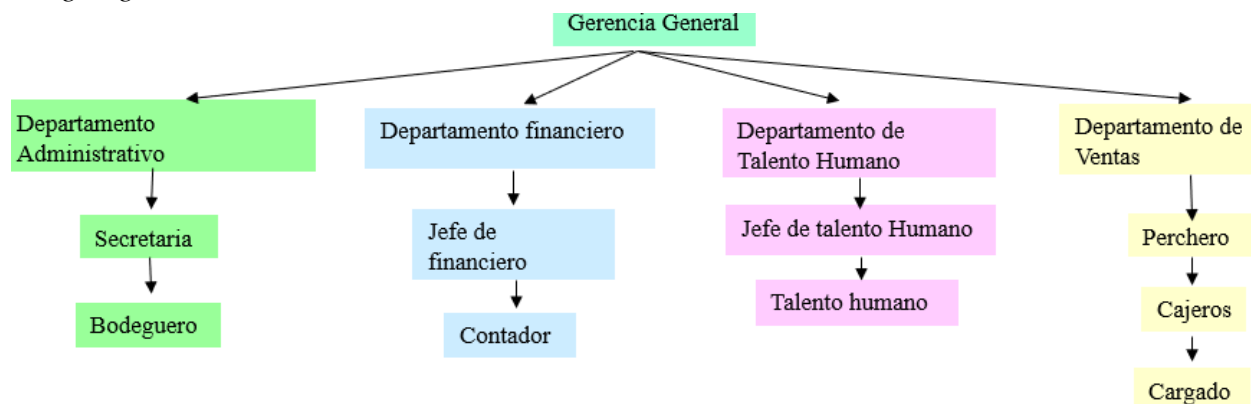 Gerencia General
Departamento
Administrativo
Departamento financiero
Departamento de
Talento Humano
Departamento de
Ventas
Secretaria
Jefe de
financiero
Jefe de talento Humano
Perchero
Bodeguero
Contador
Talento humano
Cajeros
Cargado